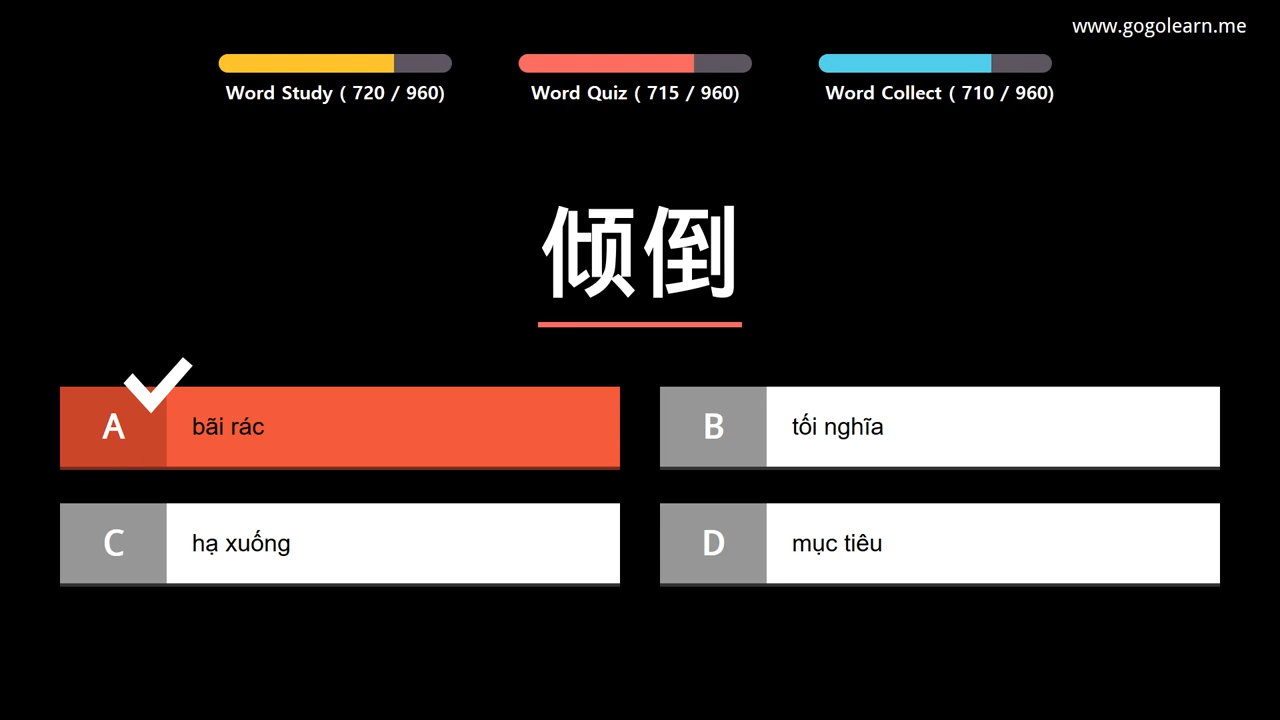 www.gogolearn.me
Word Study ( 720 / 960)
Word Quiz ( 715 / 960)
Word Collect ( 710 / 960)
倾倒
A bãi rác
B tối nghĩa
C hạ xuống
D mục tiêu